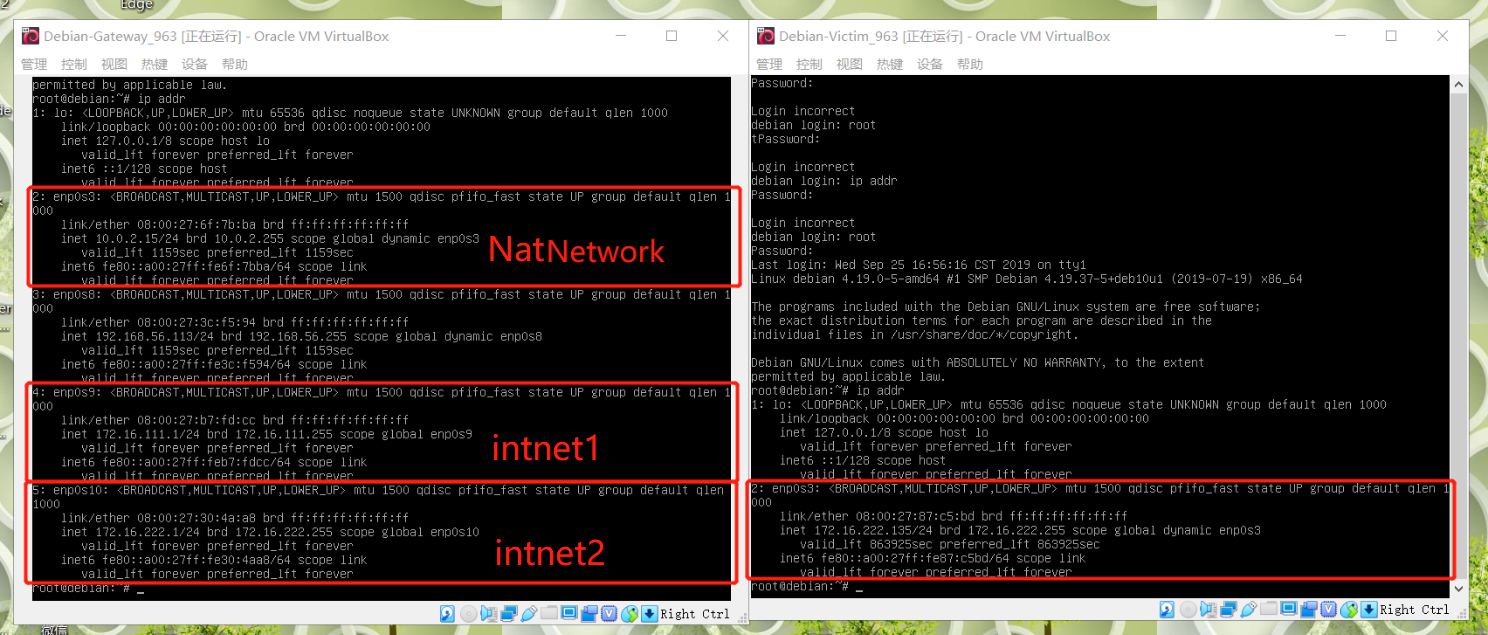 Edge
Debian-Gateway_963 [正在运行] - Oracle VM VirtualBox
管理 控制 视图 热键 设备 帮助
permitted by applicable law.
root@debian:~# ip addr
1: lo: <LOOPBACK,UP,LOWER_UP> mtu 65536 qdisc noqueue state UNKNOWN group default qlen 1000
link/loopback 00:00:00:00:00:00 brd 00:00:00:00:00:00
inet 127.0.0.1/8 scope host lo
valid_lft forever preferred_lft forever
inet6 ::1/128 scope host
valid_lft forever preferred_lft forever
2: enp0s3: <BROADCAST,MULTICAST,UP,LOWER_UP> mtu 1500 qdisc pfifo_fast state UP group default qlen 1
000
link/ether 08:00:27:6f:7b:ba brd ff:ff:ff:ff:ff:ff
inet 10.0.2.15/24 brd 10.0.2.255 scope global dynamic enp0s3
valid_lft 1159sec preferred_lft 1159sec
inet6 fe80::a00:27ff:fe6f:7bba/64 scope link
valid_lft forever preferred_lft forever
NatNetwork
3: enp0s8: <BROADCAST,MULTICAST,UP,LOWER_UP> mtu 1500 qdisc pfifo_fast state UP group default qlen 1
000
link/ether 08:00:27:3c:f5:94 brd ff:ff:ff:ff:ff:ff
inet 192.168.56.113/24 brd 192.168.56.255 scope global dynamic enp0s8
valid_lft 1159sec preferred_lft 1159sec
inet6 fe80::a00:27ff:fe3c:f594/64 scope link
valid_lft forever preferred_lft forever
4: enp0s9: <BROADCAST,MULTICAST,UP,LOWER_UP> mtu 1500 qdisc pfifo_fast state UP group default qlen 1
000
link/ether 08:00:27:b7:fd:cc brd ff:ff:ff:ff:ff:ff
inet 172.16.111.1/24 brd 172.16.111.255 scope global enp0s9
valid_lft forever preferred_lft forever
inet6 fe80::a00:27ff:feb7:fdcc/64 scope link
valid_lft forever preferred_lft forever
intnet1
5: enp0s10: <BROADCAST,MULTICAST,UP,LOWER_UP> mtu 1500 qdisc pfifo_fast state UP group default qlen
1000
link/ether 08:00:27:30:4a:a8 brd ff:ff:ff:ff:ff:ff
inet 172.16.222.1/24 brd 172.16.222.255 scope global enp0s10
valid_lft forever preferred_lft forever
inet6 fe80::a00:27ff:fe30:4aa8/64 scope link
valid_lft forever preferred_lft forever
intnet2
root@debian:~# _
Right Ctrl
微信
Debian-Victim_963 [正在运行] - Oracle VM VirtualBox
管理 控制 视图 热键 设备 帮助
Password:
Login incorrect
debian login: root
tPassword:
Login incorrect
debian login: ip addr
Password:
Login incorrect
debian login: root
Password:
Last login: Wed Sep 25 16:56:16 CST 2019 on tty1
Linux debian 4.19.0-5-amd64 #1 SMP Debian 4.19.37-5+deb10u1 (2019-07-19) x86_64
The programs included with the Debian GNU/Linux system are free software;
the exact distribution terms for each program are described in the
individual files in /usr/share/doc/*/copyright.
Debian GNU/Linux comes with ABSOLUTELY NO WARRANTY, to the extent
permitted by applicable law.
root@debian:~# ip addr
1: lo: <LOOPBACK,UP,LOWER_UP> mtu 65536 qdisc noqueue state UNKNOWN group default qlen 1000
link/loopback 00:00:00:00:00:00 brd 00:00:00:00:00:00
inet 127.0.0.1/8 scope host lo
valid_lft forever preferred_lft forever
inet6 ::1/128 scope host
valid_lft forever preferred_lft forever
2: enp0s3: <BROADCAST,MULTICAST,UP,LOWER_UP> mtu 1500 qdisc pfifo_fast state UP group default qlen 1
000
link/ether 08:00:27:87:c5:bd brd ff:ff:ff:ff:ff:ff
inet 172.16.222.135/24 brd 172.16.222.255 scope global dynamic enp0s3
valid_lft 863925sec preferred_lft 863925sec
inet6 fe80::a00:27ff:fe87:c5bd/64 scope link
valid_lft forever preferred_lft forever
root@debian:~# _
Right Ctrl